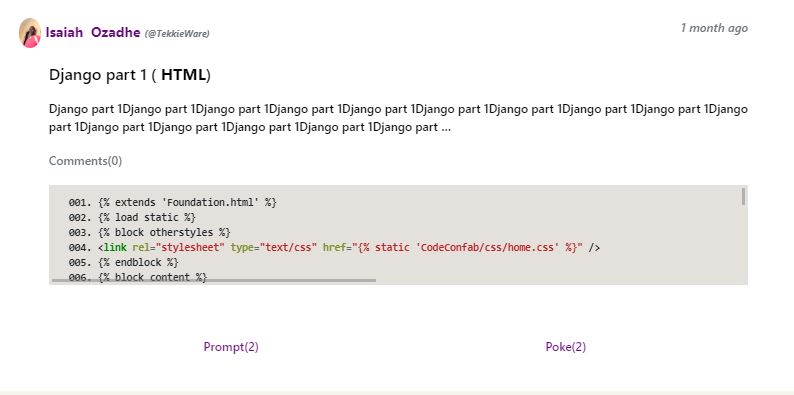 Isaiah Ozadhe (@TekkieWare)
1 month ago
Django part 1 ( HTML)
Django part 1Django part 1Django part 1Django part 1Django part 1Django part 1Django part 1Django part 1Django part 1Django
part 1Django part 1Django part 1Django part 1Django part 1Django part ...
Comments(0)
001. {% extends 'Foundation.html' %}
002. {% load static %}
003. {% block otherstyles %}
004. <link rel="stylesheet" type="text/css" href="{% static 'CodeConfab/css/home.css' %}" />
005. {% endblock %}
006. {% block content %}
Prompt(2)
Poke(2)